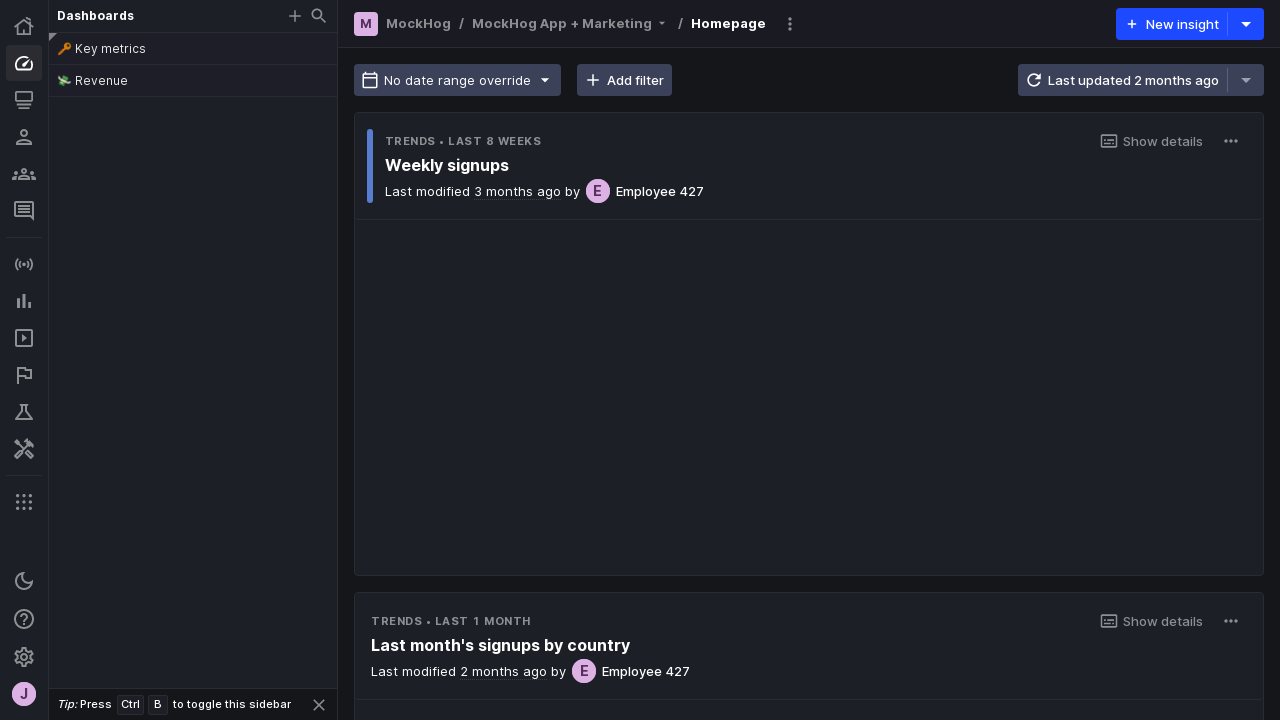 Dashboards
Key metrics
Revenue
M MockHog / MockHog App + Marketing / Homepage
New insight
No date range override
Add filter
Last updated 2 months ago
TRENDS • LAST 8 WEEKS
Show details
Weekly signups
Last modified 3 months ago by E Employee 427
TRENDS • LAST 1 MONTH
Show details
Last month's signups by country
Last modified 2 months ago by E Employee 427
J
Tip: Press Ctrl B to toggle this sidebar